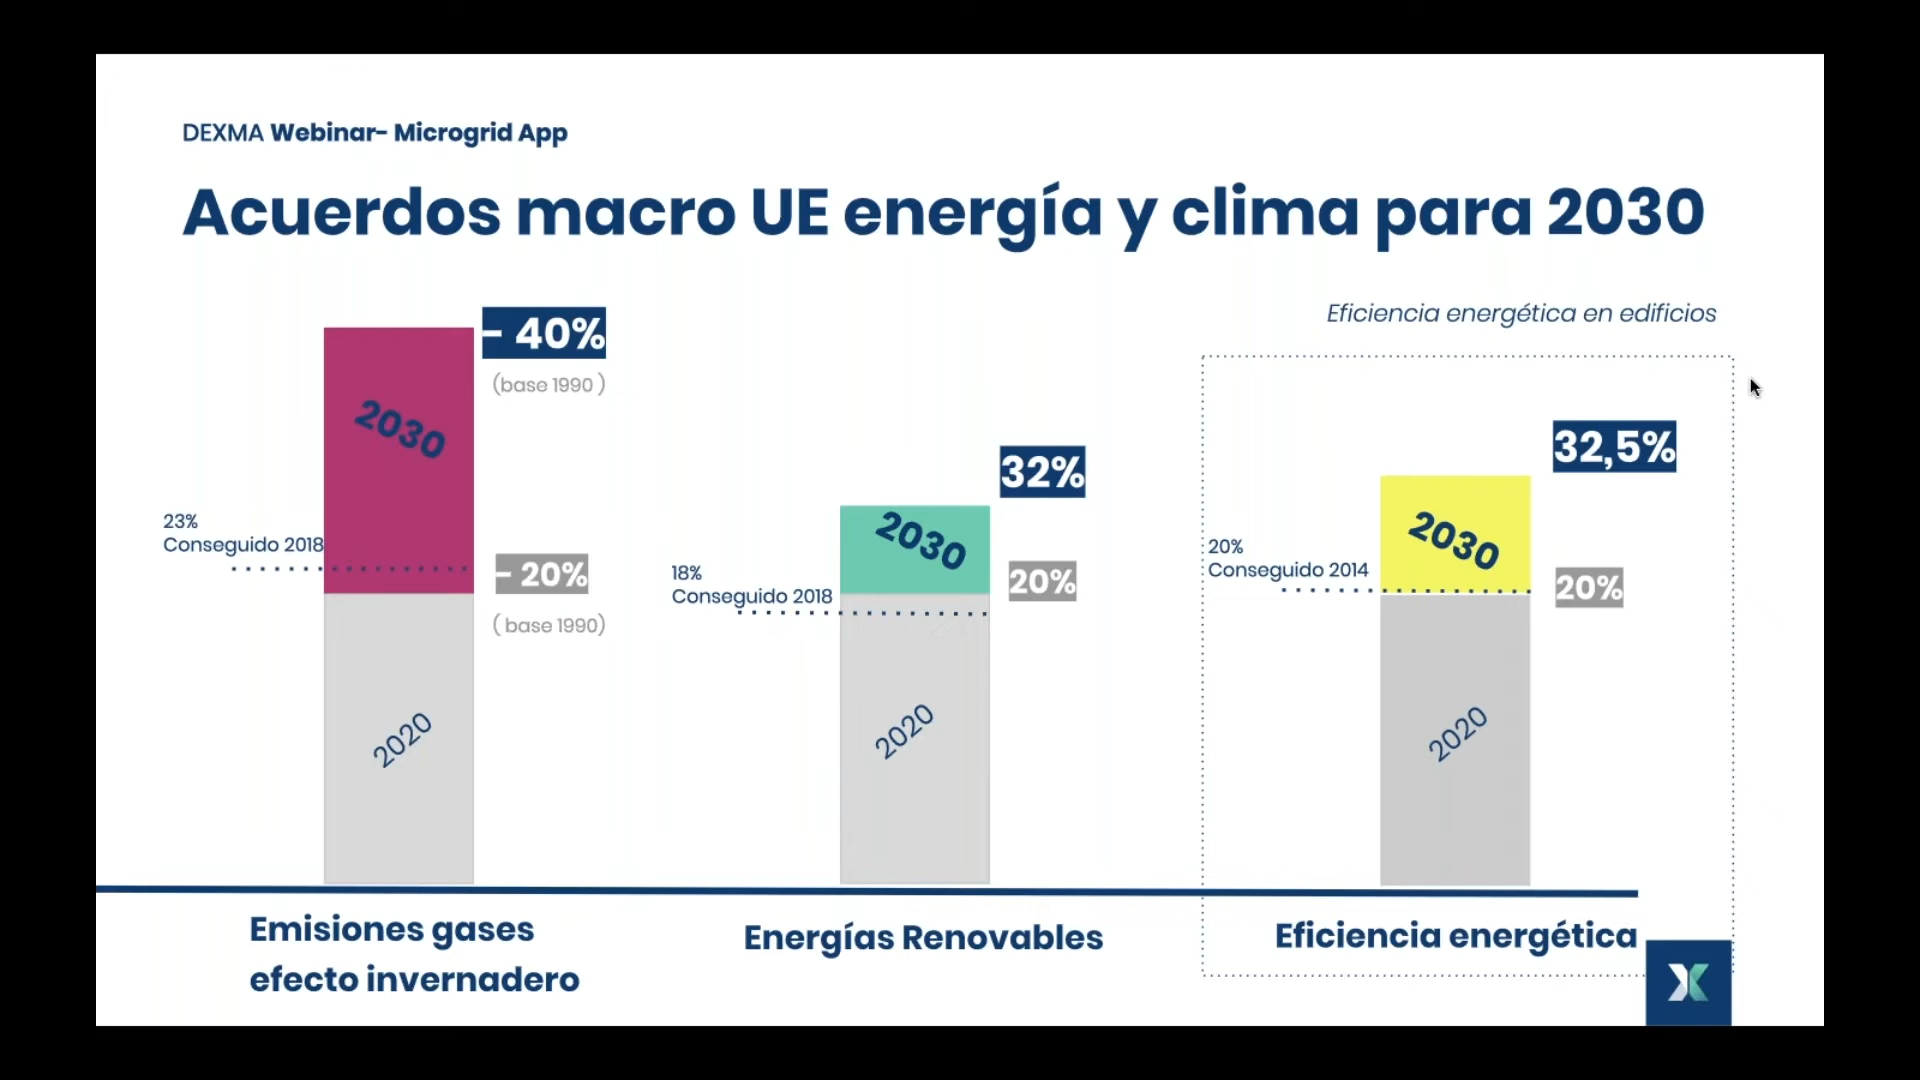 DEXMA Webinar- Microgrid App
Acuerdos macro UE energía y clima para 2030
- 40%
(base 1990 )
2030
23%
Conseguido 2018
- 20%
( base 1990)
2020
Emisiones gases
efecto invernadero
32%
2030
18%
Conseguido 2018
20%
2020
Energías Renovables
Eficiencia energética en edificios
32,5%
2030
20%
Conseguido 2014
20%
2020
Eficiencia energética